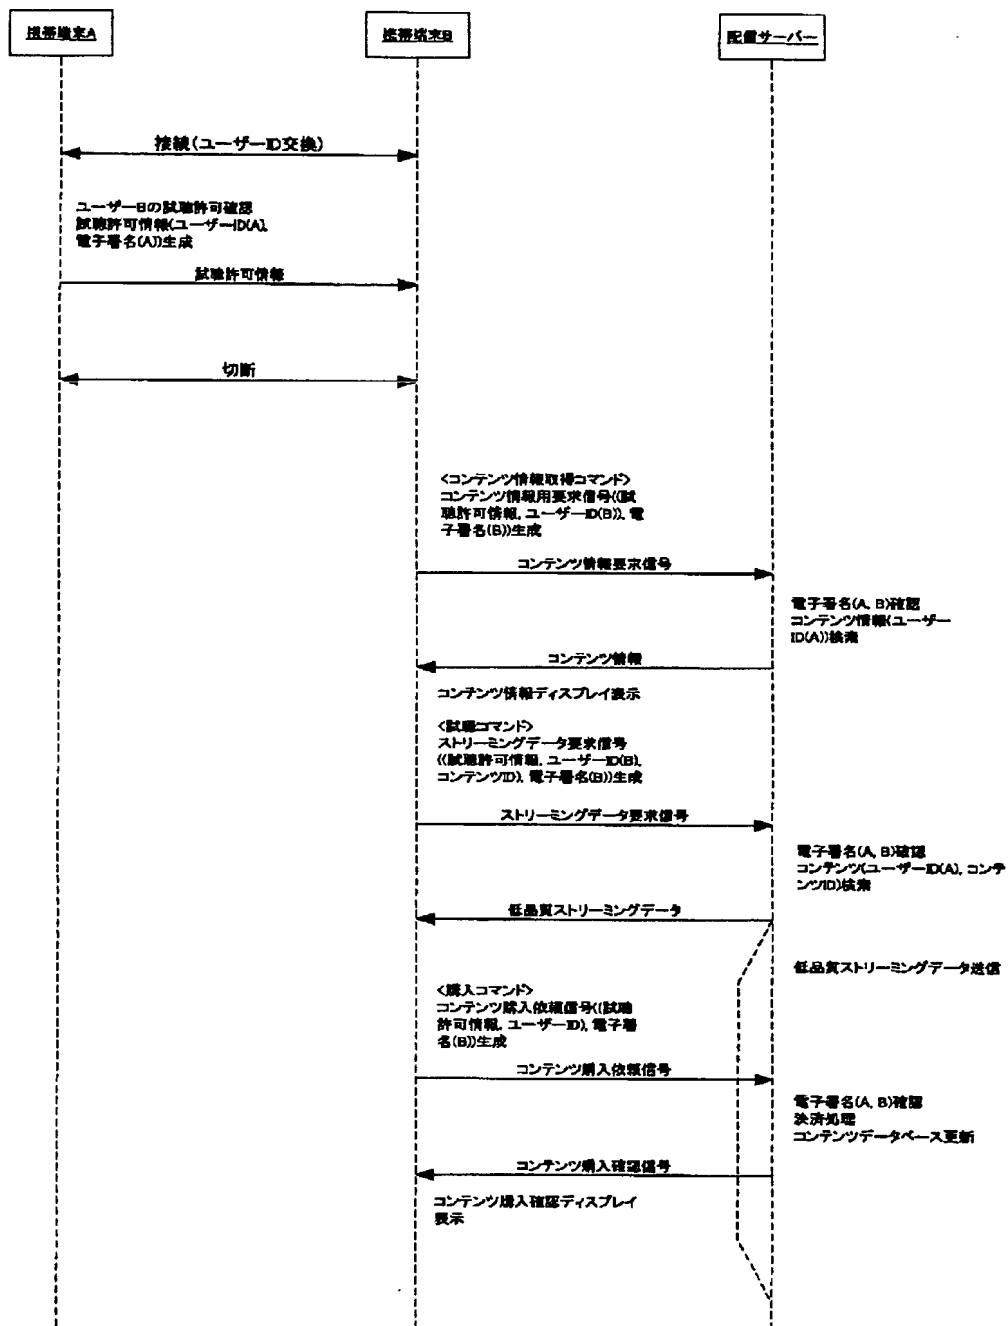 携帯端末A
携帯端末B
配信サーバー
接続(ユーザーID交換)
ユーザーBの試聴許可確認
試聴許可情報(ユーザーID(A),
電子署名(A))生成
試聴許可情報
切断
<コンテンツ情報取得コマンド>
コンテンツ情報用要求信号((試
聴許可情報, ユーザーID(B)), 電
子署名(B))生成
コンテンツ情報要求信号
電子署名(A, B)確認
コンテンツ情報(ユーザー
ID(A))検索
コンテンツ情報
コンテンツ情報ディスプレイ表示
<試聴コマンド>
ストリーミングデータ要求信号
((試聴許可情報, ユーザーID(B),
コンテンツID), 電子署名(B))生成
ストリーミングデータ要求信号
電子署名(A, B)確認
コンテンツ(ユーザーID(A), コンテ
ンツID)検索
低品質ストリーミングデータ
低品質ストリーミングデータ送信
<購入コマンド>
コンテンツ購入依頼信号((試聴
許可情報, ユーザーID), 電子署
名(B))生成
コンテンツ購入依頼信号
電子署名(A, B)確認
決済処理
コンテンツデータベース更新
コンテンツ購入確認信号
コンテンツ購入確認ディスプレイ
表示